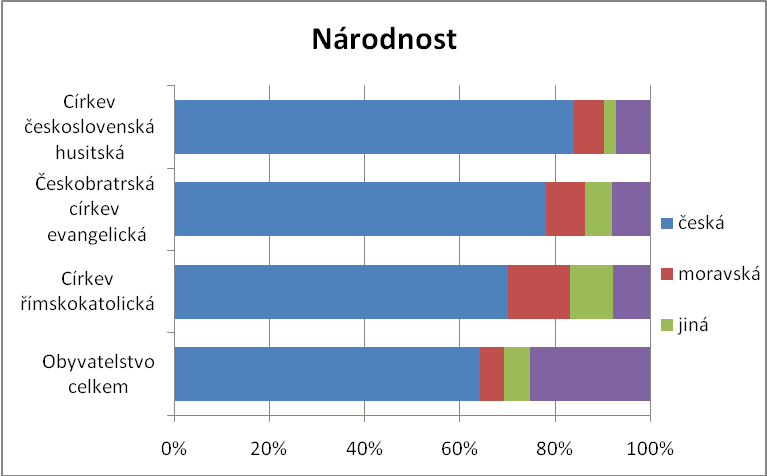 Národnost
Církev
československá
husitská
Českobratrská
církev
evangelická
Církev
římskokatolická
Obyvatelstvo
celkem
česká
moravská
jiná
0%
20%
40%
60%
80%
100%